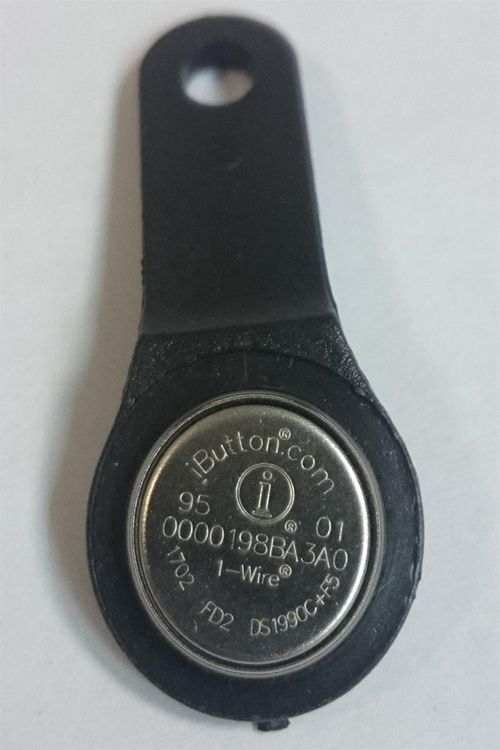 iButton®.com
i®
95 01
0000198BA3A0
1-Wire®
1702 FD2 DS1990C+F5